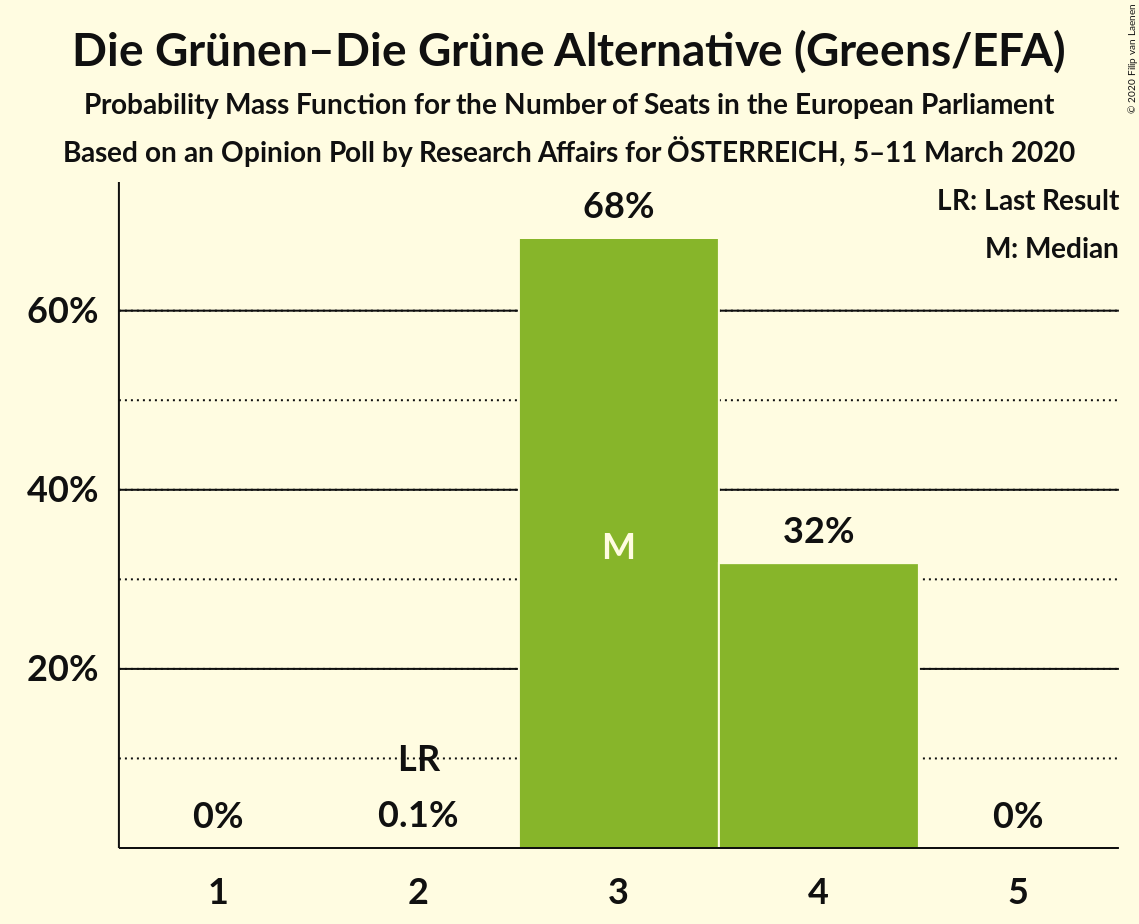 Die Grünen–Die Grüne Alternative (Greens/EFA)
Probability Mass Function for the Number of Seats in the European Parliament
Based on an Opinion Poll by Research Affairs for ÖSTERREICH, 5–11 March 2020
© 2020 Filip van Laenen
LR: Last Result
M: Median
68%
60%
M
40%
32%
20%
LR
0%
0.1%
0%
1
2
3
4
5